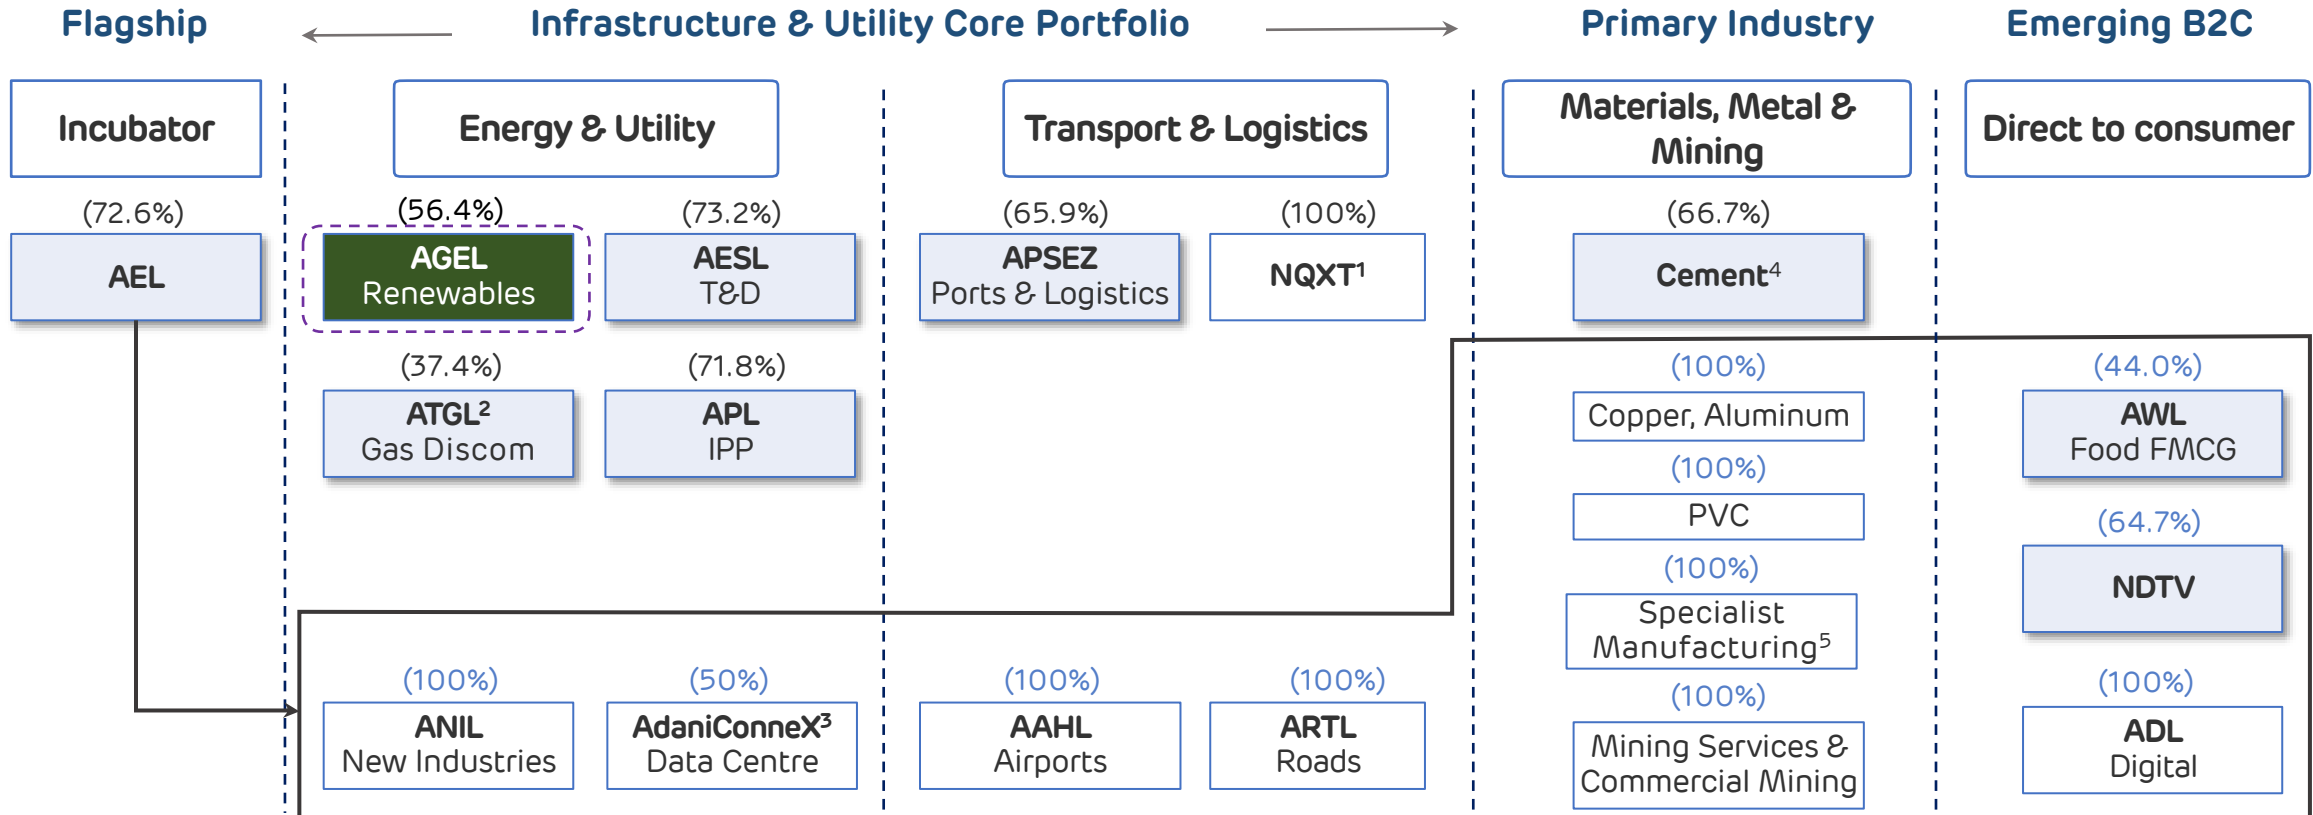 Flagship
Infrastructure & Utility Core Portfolio
Primary Industry
Emerging B2C
Incubator
Energy & Utility
Transport & Logistics
Materials, Metal &
Mining
Direct to consumer
(72.6%)
AEL
(56.4%)
AGEL
Renewables
(73.2%)
AESL
T&D
(65.9%)
APSEZ
Ports & Logistics
(100%)
NQXT¹
(66.7%)
Cement⁴
(37.4%)
ATGL²
Gas Discom
(71.8%)
APL
IPP
(100%)
Copper, Aluminum
(100%)
PVC
(100%)
Specialist
Manufacturing⁵
(100%)
Mining Services &
Commercial Mining
(44.0%)
AWL
Food FMCG
(64.7%)
NDTV
(100%)
ADL
Digital
(100%)
ANIL
New Industries
(50%)
AdaniConneX³
Data Centre
(100%)
AAHL
Airports
(100%)
ARTL
Roads